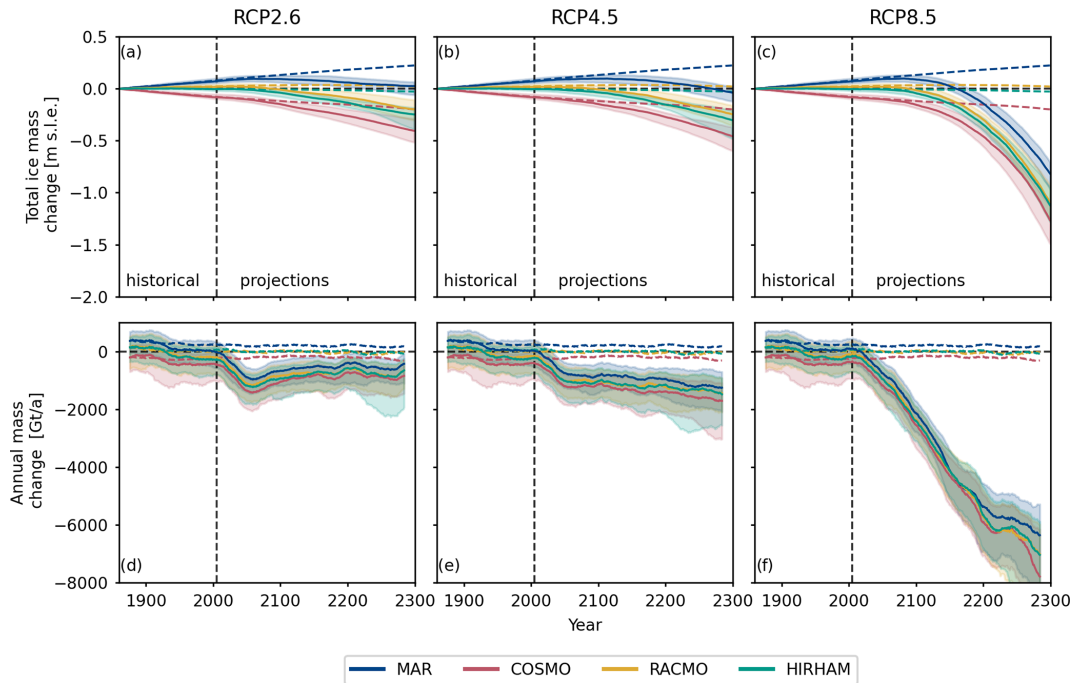 RCP2.6 RCP4.5 RCP8.5
(a) (b) (c)
Total ice mass
change [m s.l.e.]
0.5
0.0
−0.5
−1.0
−1.5
−2.0
historical projections historical projections historical projections
Annual mass
change [Gt/a]
0
−2000
−4000
−6000
−8000
(d) (e) (f)
1900 2000 2100 2200 2300 1900 2000 2100 2200 2300 1900 2000 2100 2200 2300
Year
MAR COSMO RACMO HIRHAM